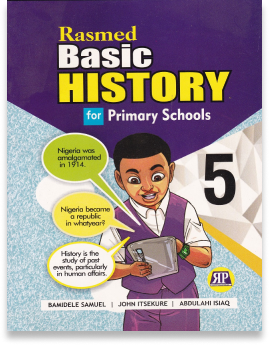 Rasmed
Basic
HISTORY
for Primary Schools
5
Nigeria was
amalgamated
in 1914.
Nigeria became
a republic
in whatyear?
History is the
study of past
events, particularly
in human affairs.
RP
BAMIDELE SAMUEL | JOHN ITSEKURE | ABDULAHI ISIAQ